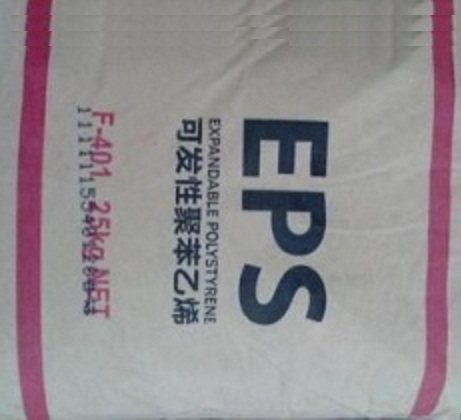 EPS
EXPANDABLE POLYSTYRENE
可发性聚苯乙烯
F-401 25kg NET